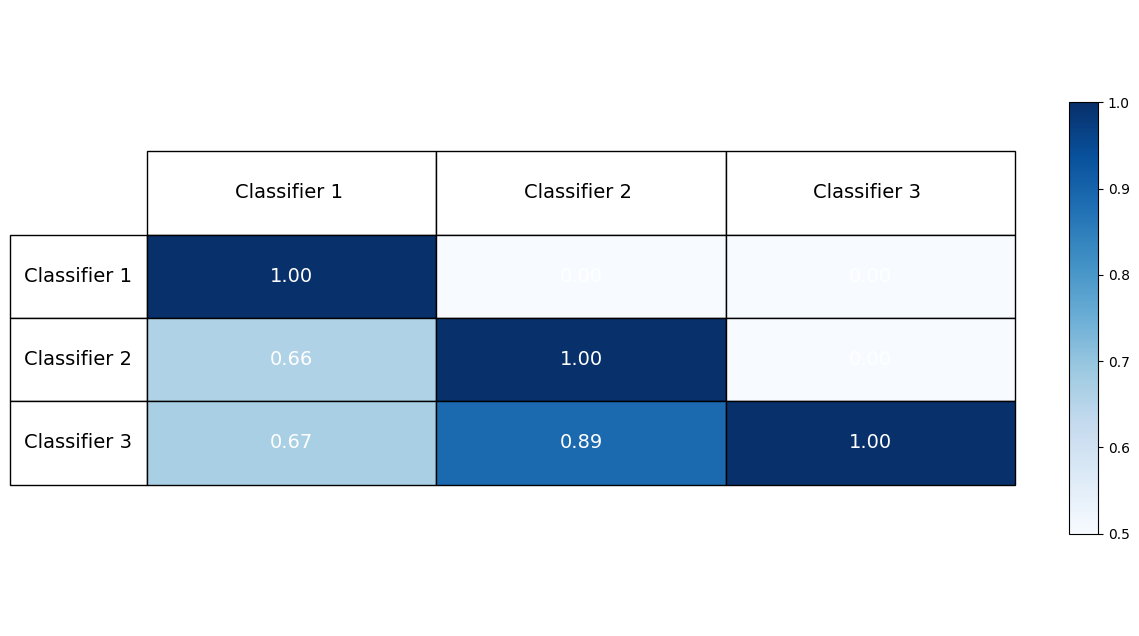 Classifier 1 Classifier 2 Classifier 3
Classifier 1 1.00 0.00 0.00
Classifier 2 0.66 1.00 0.00
Classifier 3 0.67 0.89 1.00
1.0
0.9
0.8
0.7
0.6
0.5